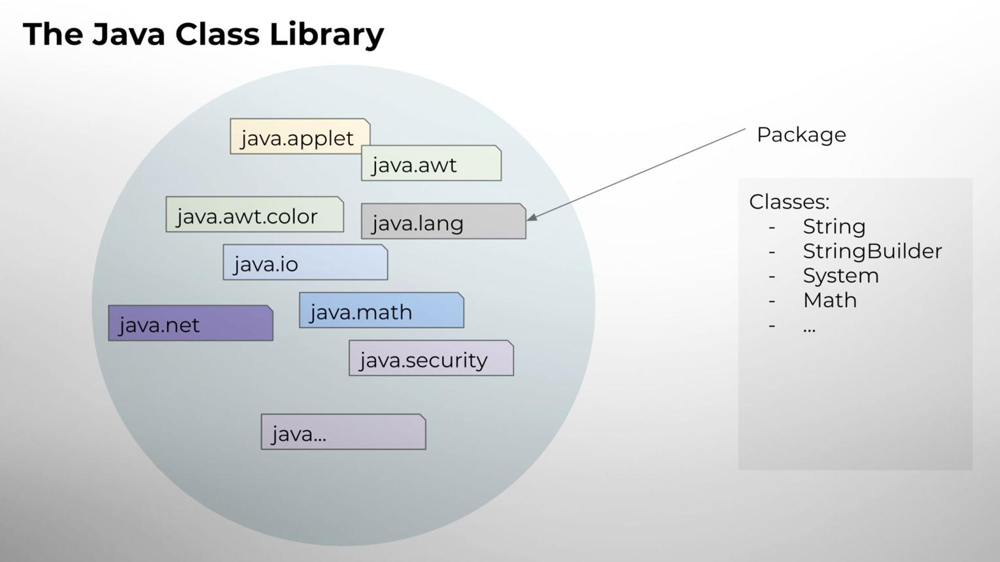 The Java Class Library
java.applet
java.awt
java.awt.color
java.lang
java.io
java.math
java.net
java.security
java...
Package
Classes:
- String
- StringBuilder
- System
- Math
- ...